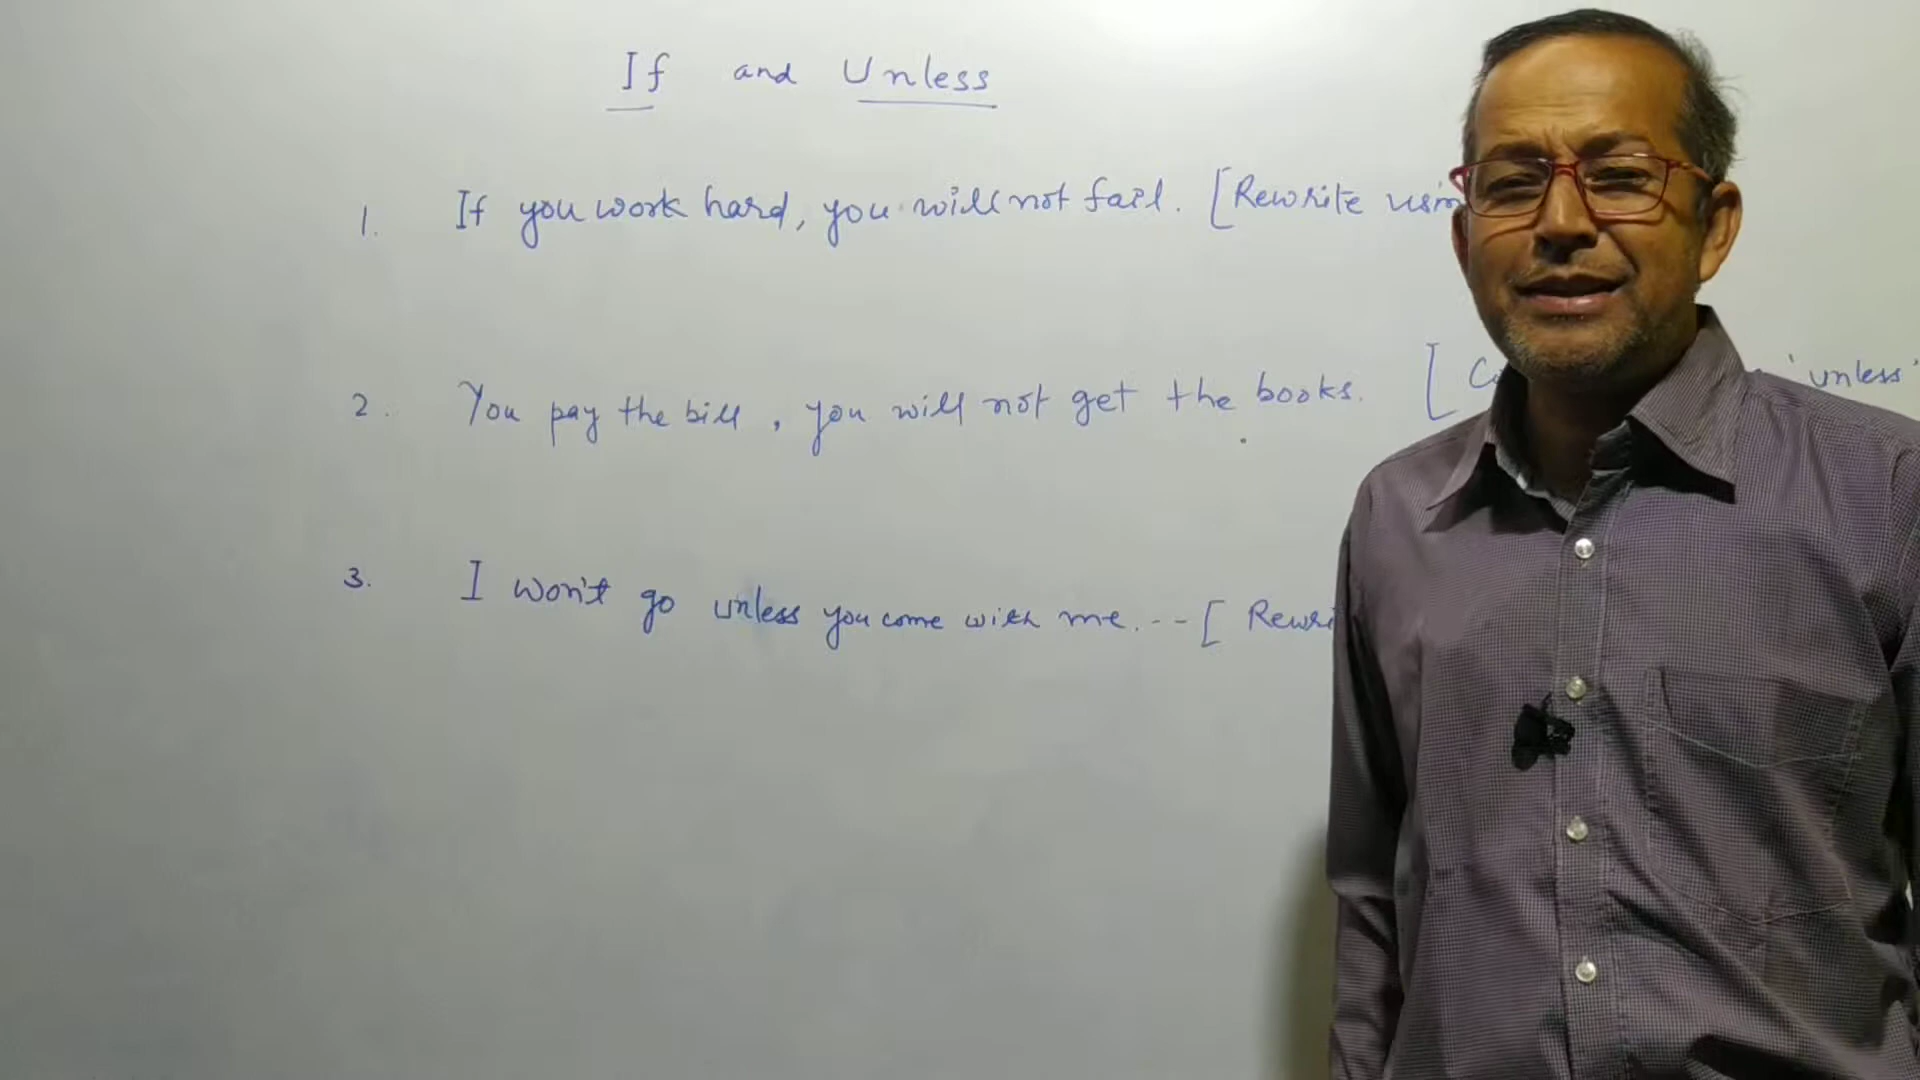 If and Unless
1. If you work hard, you will not fail. [Rewrite
2. You pay the bill, you will not get the books. [ 'unless'
3. I won't go unless you come with me. -- [